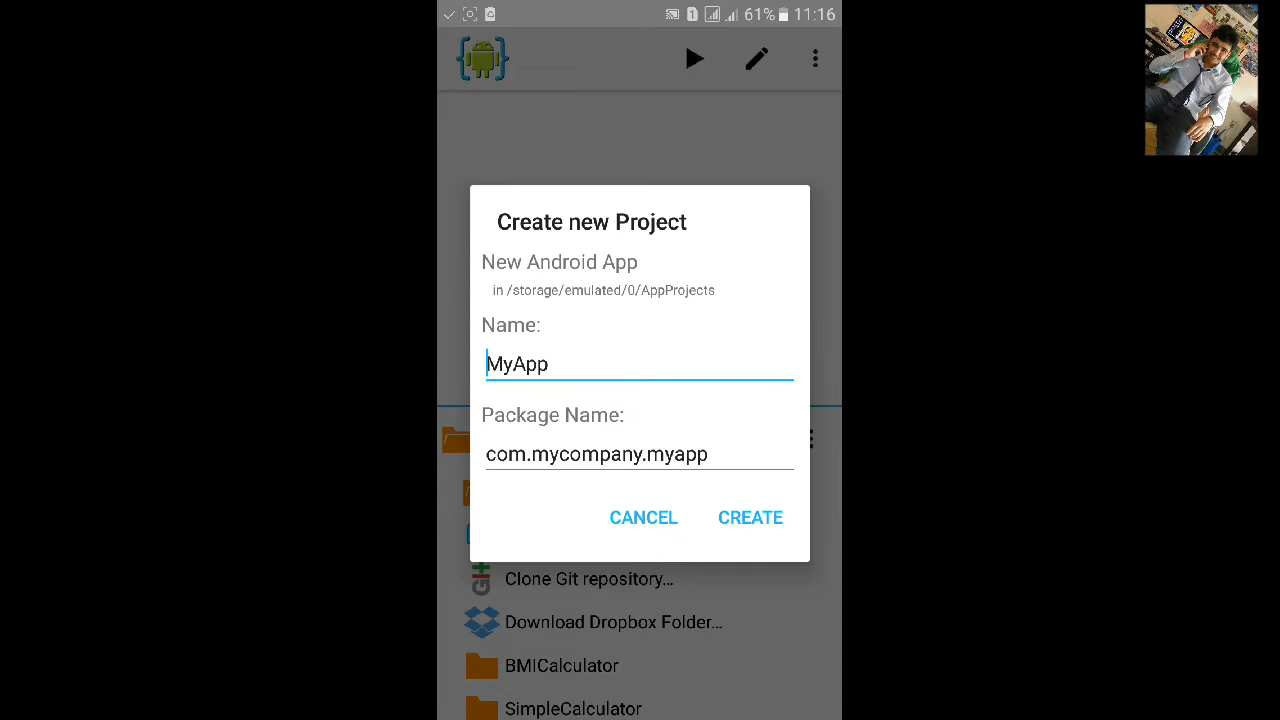 1 61% 11:16
Create new Project
New Android App
in /storage/emulated/0/AppProjects
Name:
MyApp
Package Name:
com.mycompany.myapp
CANCEL CREATE
Clone Git repository...
Download Dropbox Folder...
BMICalculator
SimpleCalculator